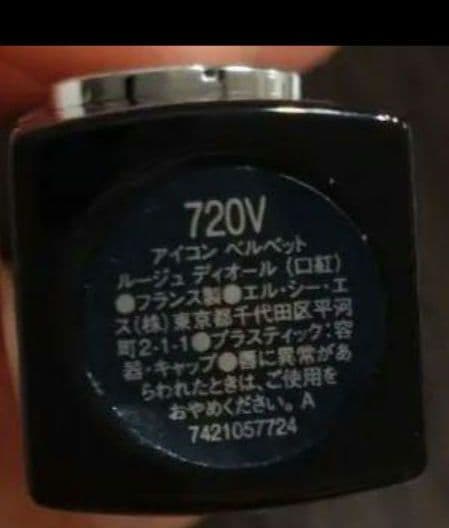 720V
アイコン ベルベット
ルージュ ディオール (口紅)
●フランス製●エル・シー・エ
ス(株)東京都千代田区平河
町2-1-1●プラスティック:容
器・キャップ●唇に異常があ
らわれたときは、ご使用を
おやめください。A
7421057724